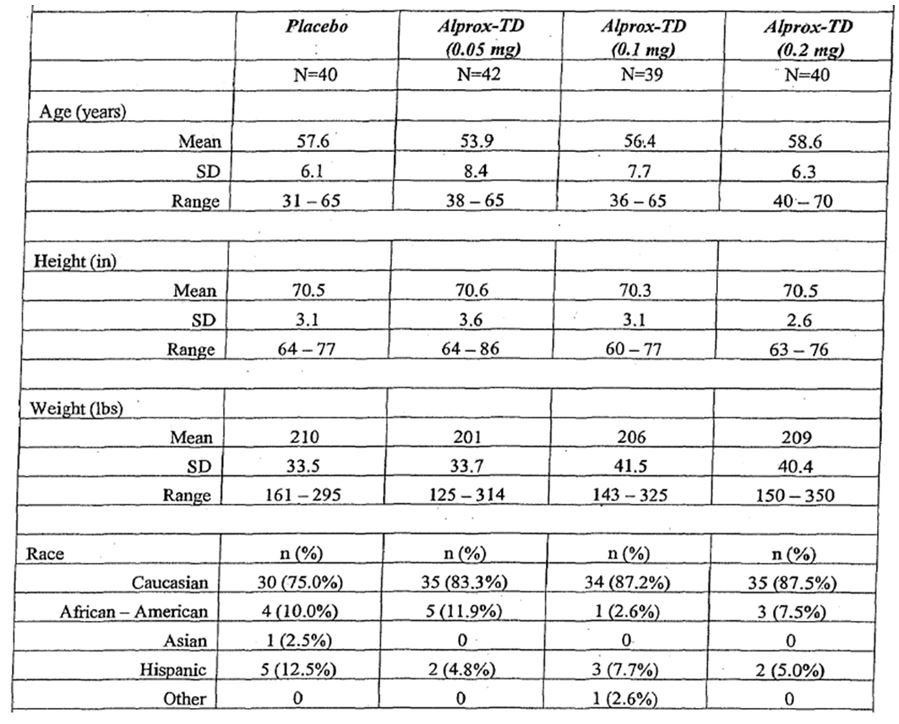 Placebo Alprox-TD (0.05 mg) Alprox-TD (0.1 mg) Alprox-TD (0.2 mg)
N=40 N=42 N=39 N=40
Age (years)
Mean 57.6 53.9 56.4 58.6
SD 6.1 8.4 7.7 6.3
Range 31 – 65 38 – 65 36 – 65 40 – 70
Height (in)
Mean 70.5 70.6 70.3 70.5
SD 3.1 3.6 3.1 2.6
Range 64 – 77 64 – 86 60 – 77 63 – 76
Weight (lbs)
Mean 210 201 206 209
SD 33.5 33.7 41.5 40.4
Range 161 – 295 125 – 314 143 – 325 150 – 350
Race n (%) n (%) n (%) n (%)
Caucasian 30 (75.0%) 35 (83.3%) 34 (87.2%) 35 (87.5%)
African – American 4 (10.0%) 5 (11.9%) 1 (2.6%) 3 (7.5%)
Asian 1 (2.5%) 0 0 0
Hispanic 5 (12.5%) 2 (4.8%) 3 (7.7%) 2 (5.0%)
Other 0 0 1 (2.6%) 0